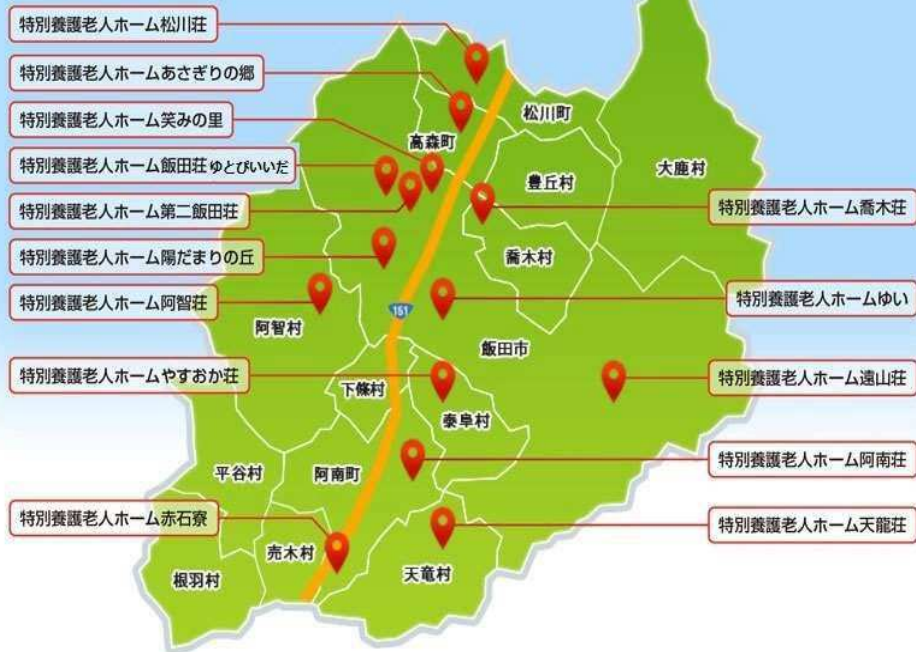 特別養護老人ホーム松川荘
特別養護老人ホームあさぎりの郷
特別養護老人ホーム笑みの里
特別養護老人ホーム飯田荘 ゆとぴいいだ
特別養護老人ホーム第二飯田荘
特別養護老人ホーム陽だまりの丘
特別養護老人ホーム阿智荘
特別養護老人ホームやすおか荘
特別養護老人ホーム赤石寮
松川町
高森町
豊丘村
大鹿村
喬木村
151
阿智村
飯田市
下條村
泰阜村
平谷村
阿南町
売木村
根羽村
天竜村
特別養護老人ホーム喬木荘
特別養護老人ホームゆい
特別養護老人ホーム遠山荘
特別養護老人ホーム阿南荘
特別養護老人ホーム天龍荘